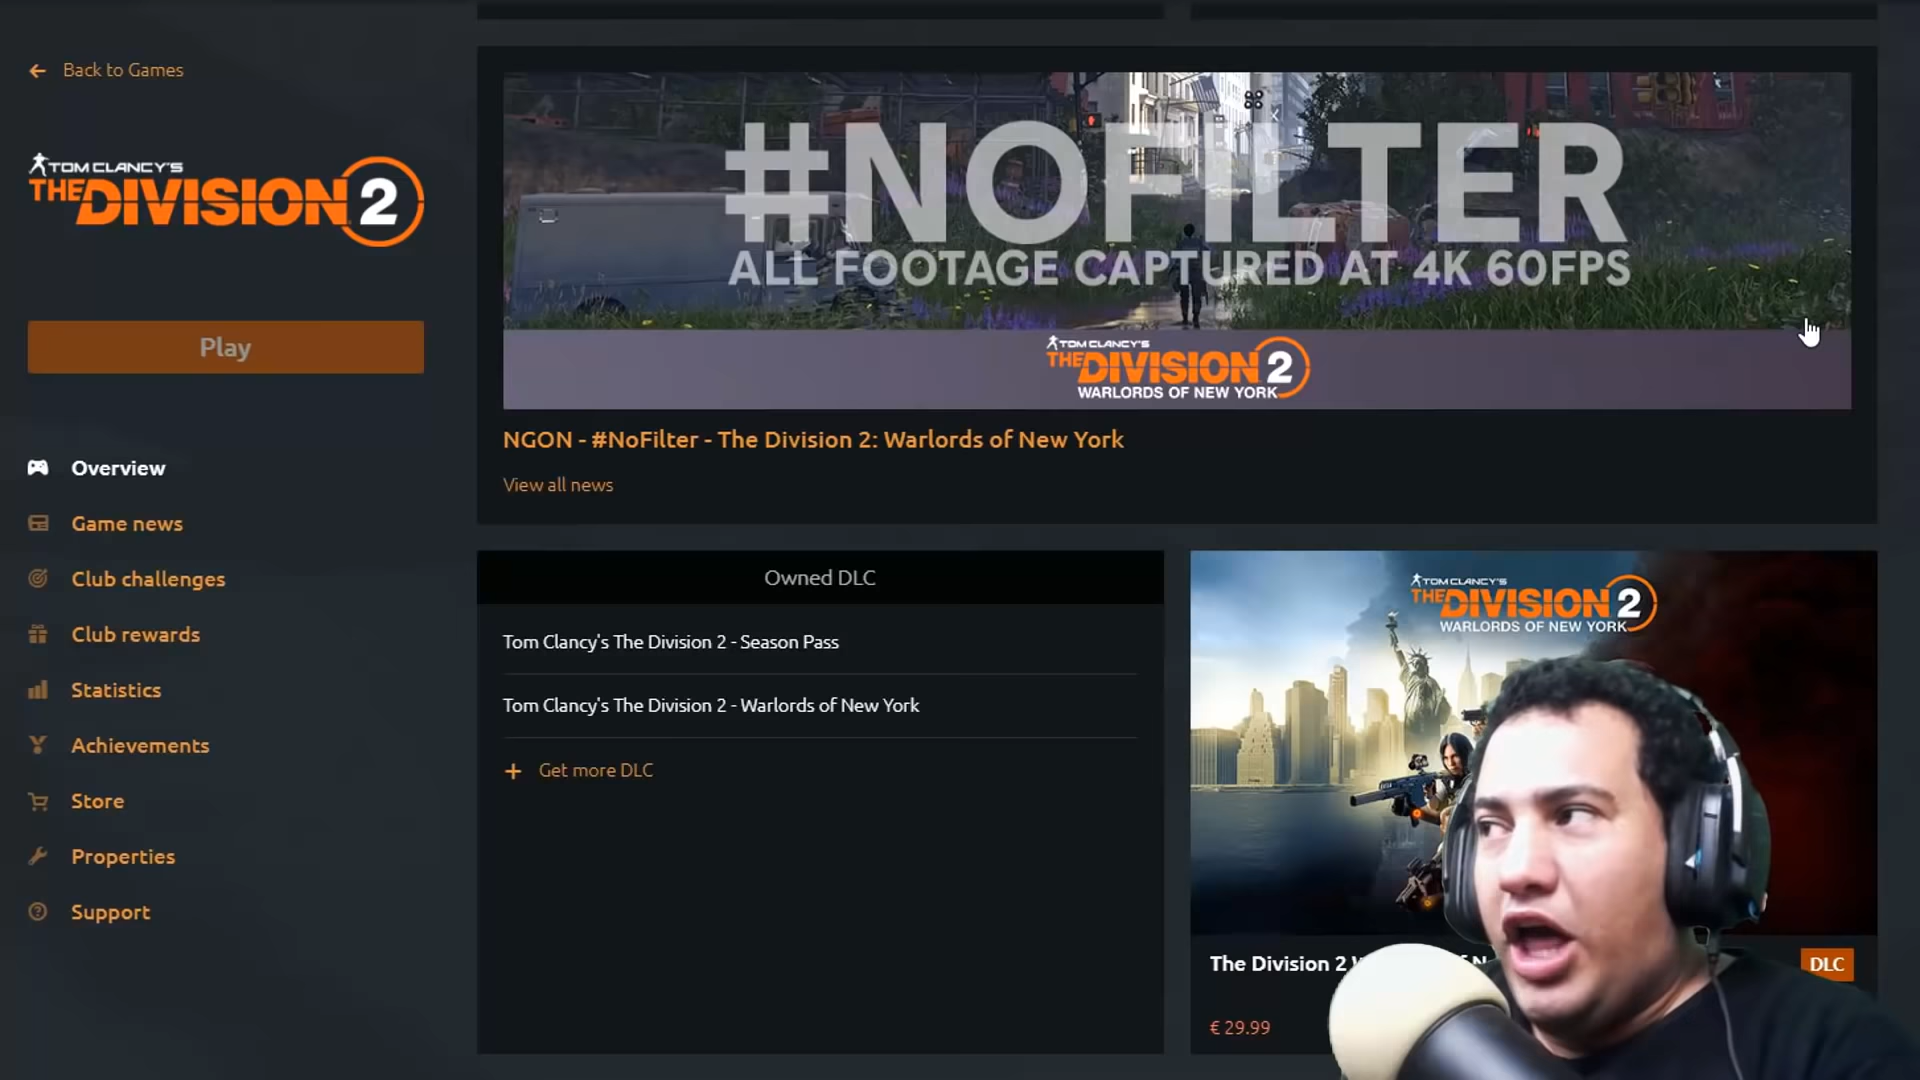 Back to Games
TOM CLANCY'S
THE DIVISION 2
Play
Overview
Game news
Club challenges
Club rewards
Statistics
Achievements
Store
Properties
Support
#NOFILTER
ALL FOOTAGE CAPTURED AT 4K 60FPS
TOM CLANCY'S
THE DIVISION 2
WARLORDS OF NEW YORK
NGON - #NoFilter - The Division 2: Warlords of New York
View all news
Owned DLC
Tom Clancy's The Division 2 - Season Pass
Tom Clancy's The Division 2 - Warlords of New York
+ Get more DLC
TOM CLANCY'S
THE DIVISION 2
WARLORDS OF NEW YORK
The Division 2
DLC
€ 29.99